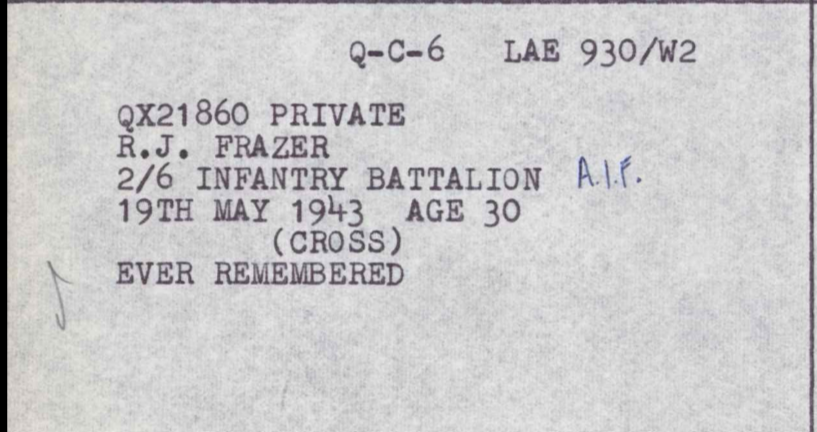 Q-C-6 LAE 930/W2
QX21860 PRIVATE
R.J. FRAZER
2/6 INFANTRY BATTALION A.I.F.
19TH MAY 1943 AGE 30
(CROSS)
EVER REMEMBERED